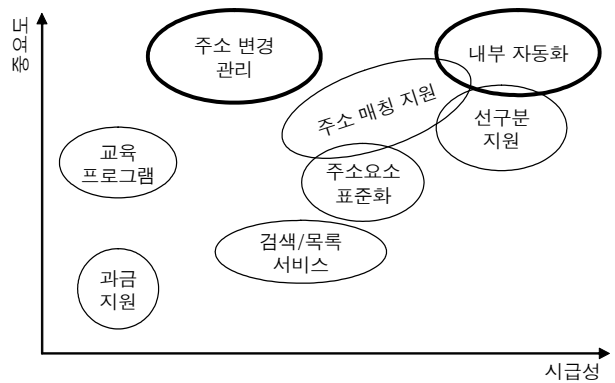 중요도
주소 변경
관리
내부 자동화
주소 매칭 지원
선구분
지원
교육
프로그램
주소요소
표준화
검색/목록
서비스
과금
지원
시급성